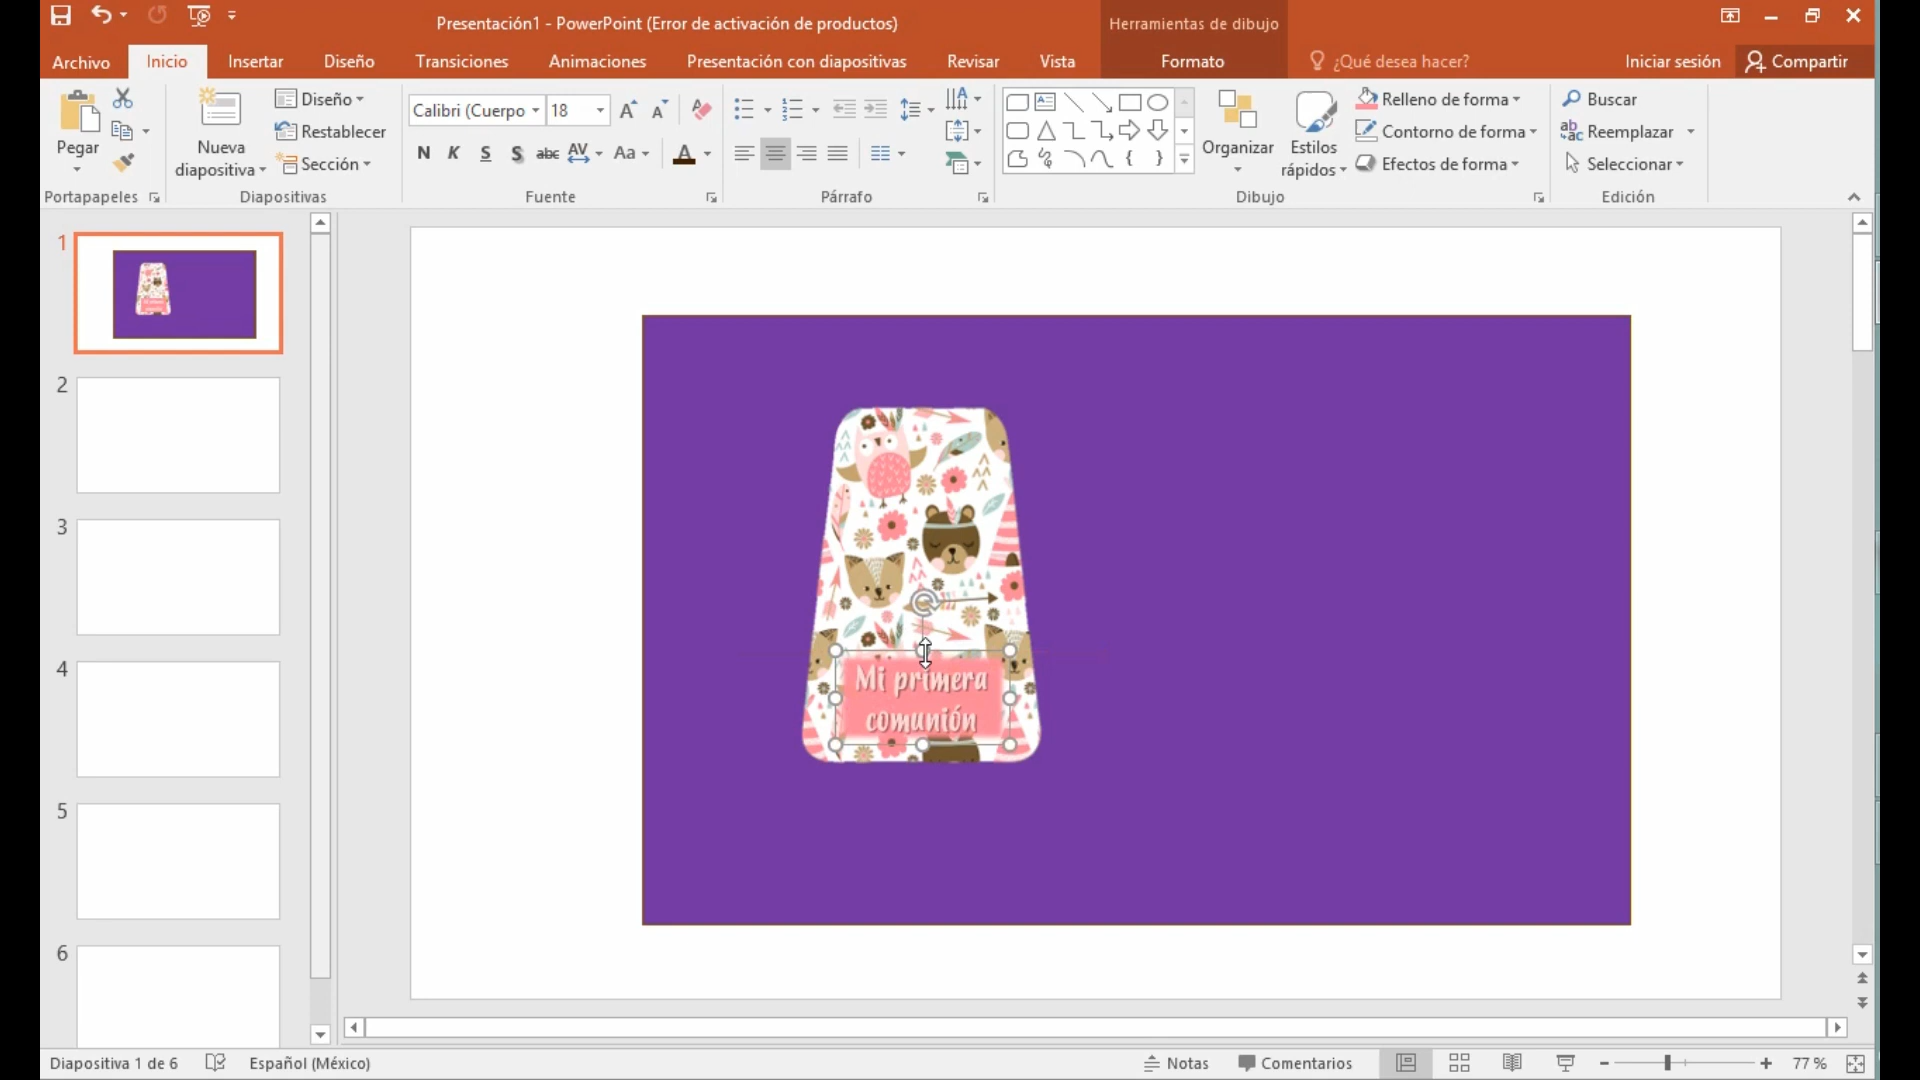 Presentación1 - PowerPoint (Error de activación de productos)
Herramientas de dibujo
Archivo
Inicio
Insertar
Diseño
Transiciones
Animaciones
Presentación con diapositivas
Revisar
Vista
Formato
¿Qué desea hacer?
Iniciar sesión
Compartir
Pegar
Portapapeles
Nueva
diapositiva
Diseño
Restablecer
Sección
Diapositivas
Calibri (Cuerpo
18
N K S S abc AV Aa A
Fuente
Párrafo
Organizar
Estilos
rápidos
Relleno de forma
Contorno de forma
Efectos de forma
Dibujo
Buscar
Reemplazar
Seleccionar
Edición
1
2
3
4
5
6
Mi primera
comunión
Diapositiva 1 de 6
Español (México)
Notas
Comentarios
77 %